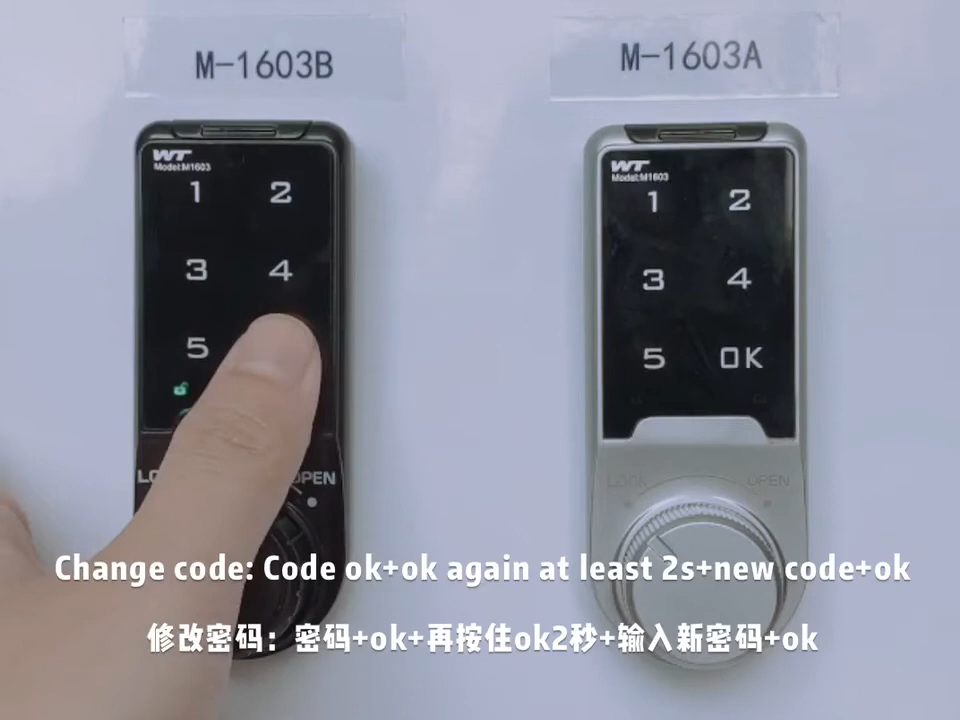 M-1603B
M-1603A
WT
Model:M1603
1 2
3 4
5
OPEN
WT
Model:M1603
1 2
3 4
5 OK
LOCK OPEN
Change code: Code ok+ok again at least 2s+new code+ok
修改密码：密码+ok+再按住ok2秒+输入新密码+ok